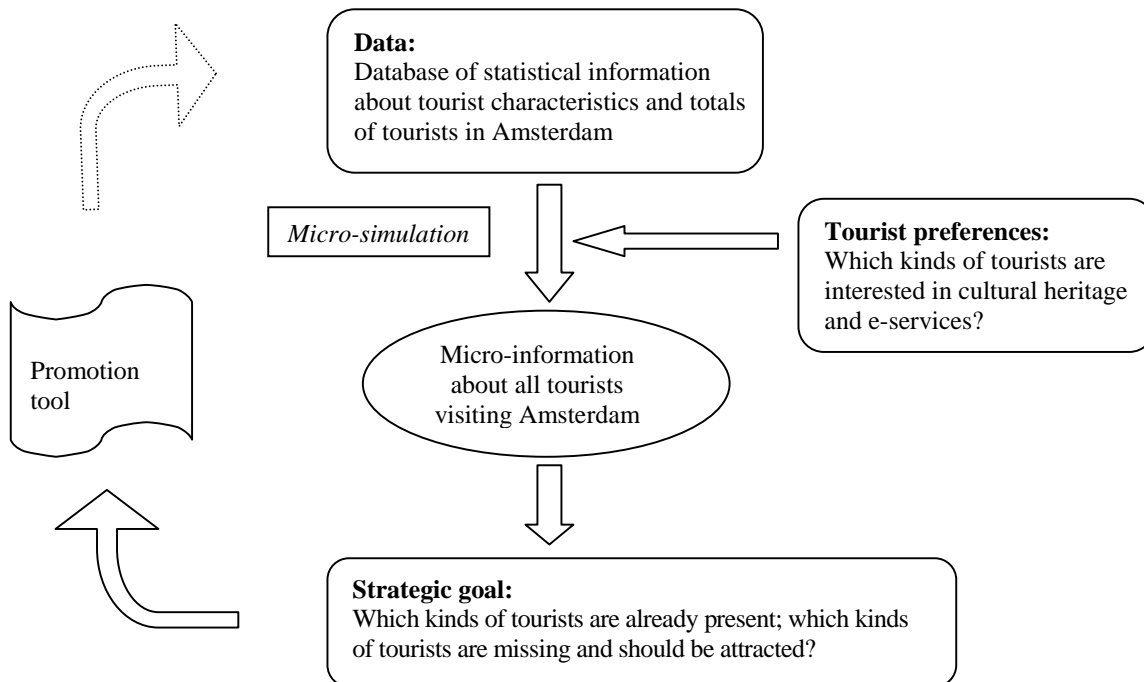 Data:
Database of statistical information
about tourist characteristics and totals
of tourists in Amsterdam
Micro-simulation
Tourist preferences:
Which kinds of tourists are
interested in cultural heritage
and e-services?
Promotion
tool
Micro-information
about all tourists
visiting Amsterdam
Strategic goal:
Which kinds of tourists are already present; which kinds
of tourists are missing and should be attracted?